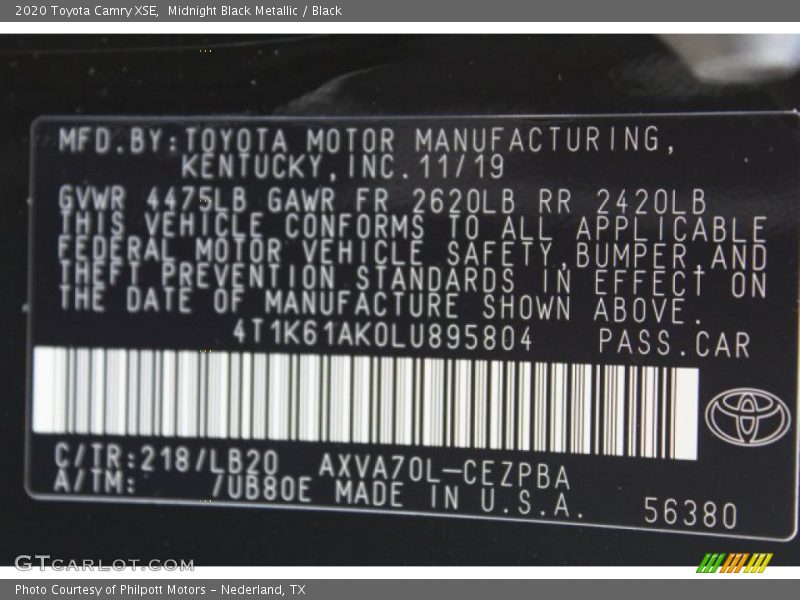 2020 Toyota Camry XSE,  Midnight Black Metallic / Black
MFD.BY:TOYOTA MOTOR MANUFACTURING,
KENTUCKY,INC.11/19
GVWR 4475LB GAWR FR 2620LB RR 2420LB
THIS VEHICLE CONFORMS TO ALL APPLICABLE
FEDERAL MOTOR VEHICLE SAFETY,BUMPER,AND
THEFT PREVENTION STANDARDS IN EFFECT ON
THE DATE OF MANUFACTURE SHOWN ABOVE.
4T1K61AK0LU895804 PASS.CAR
C/TR:218/LB20 AXVA70L-CEZPBA
A/TM: /UB80E MADE IN U.S.A. 56380
GTCARLOT.COM
Photo Courtesy of Philpott Motors - Nederland, TX